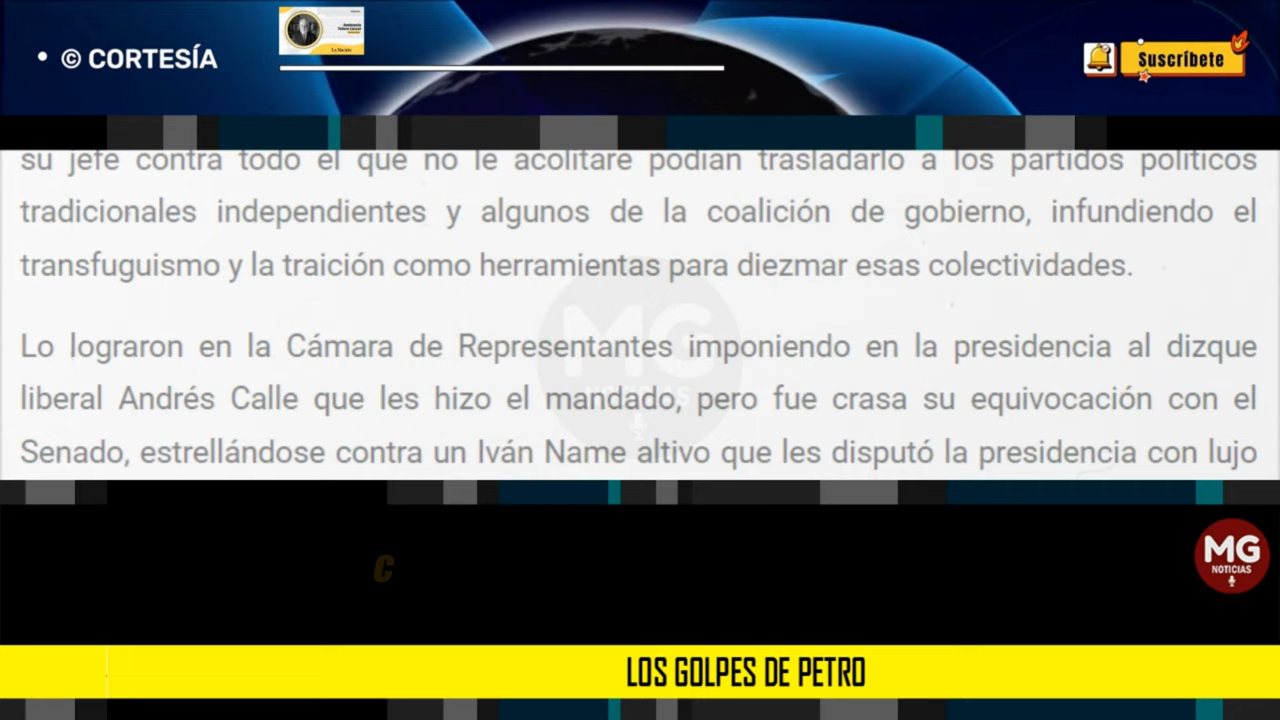 • © CORTESÍA
Suscríbete
su jefe contra todo el que no le acolitare podían trasladarlo a los partidos políticos
tradicionales independientes y algunos de la coalición de gobierno, infundiendo el
transfuguismo y la traición como herramientas para diezmar esas colectividades.
Lo lograron en la Cámara de Representantes imponiendo en la presidencia al dizque
liberal Andrés Calle que les hizo el mandado, pero fue crasa su equivocación con el
Senado, estrellándose contra un Iván Name altivo que les disputó la presidencia con lujo
MG
NOTICIAS
C
MG
NOTICIAS
LOS GOLPES DE PETRO